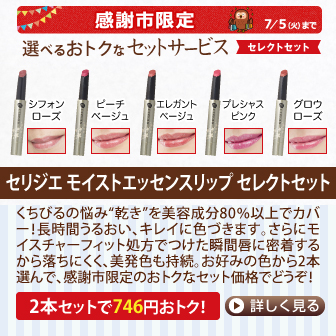 感謝市限定
7/5(火)まで
選べるおトクなセットサービス
セレクトセット
シフォン
ローズ
ピーチ
ベージュ
エレガント
ベージュ
プレシャス
ピンク
グロウ
ローズ
セリジエ モイストエッセンスリップ セレクトセット
くちびるの悩み“乾き”を美容成分80%以上でカバ
ー!長時間うるおい、キレイに色づきます。さらにモ
イスチャーフィット処方でつけた瞬間唇に密着する
から落ちにくく、美発色も持続。お好みの色から2本
選んで、感謝市限定のおトクなセット価格でどうぞ!
2本セットで746円おトク!
詳しく見る